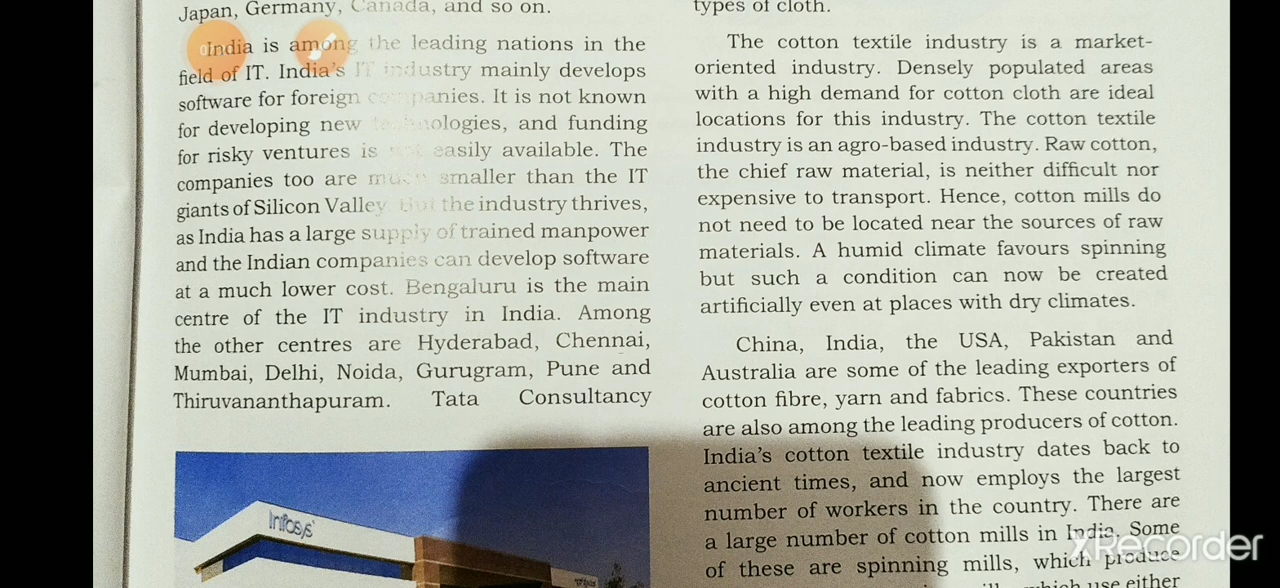 Japan, Germany, Canada, and so on.
India is among the leading nations in the
field of IT. India's IT industry mainly develops
software for foreign companies. It is not known
for developing new technologies, and funding
for risky ventures is not easily available. The
companies too are much smaller than the IT
giants of Silicon Valley. But the industry thrives,
as India has a large supply of trained manpower
and the Indian companies can develop software
at a much lower cost. Bengaluru is the main
centre of the IT industry in India. Among
the other centres are Hyderabad, Chennai,
Mumbai, Delhi, Noida, Gurugram, Pune and
Thiruvananthapuram. Tata Consultancy
Infosys
types of cloth.
The cotton textile industry is a market-
oriented industry. Densely populated areas
with a high demand for cotton cloth are ideal
locations for this industry. The cotton textile
industry is an agro-based industry. Raw cotton,
the chief raw material, is neither difficult nor
expensive to transport. Hence, cotton mills do
not need to be located near the sources of raw
materials. A humid climate favours spinning
but such a condition can now be created
artificially even at places with dry climates.
China, India, the USA, Pakistan and
Australia are some of the leading exporters of
cotton fibre, yarn and fabrics. These countries
are also among the leading producers of cotton.
India's cotton textile industry dates back to
ancient times, and now employs the largest
number of workers in the country. There are
a large number of cotton mills in India. Some
of these are spinning mills, which produce
which use either
XRecorder